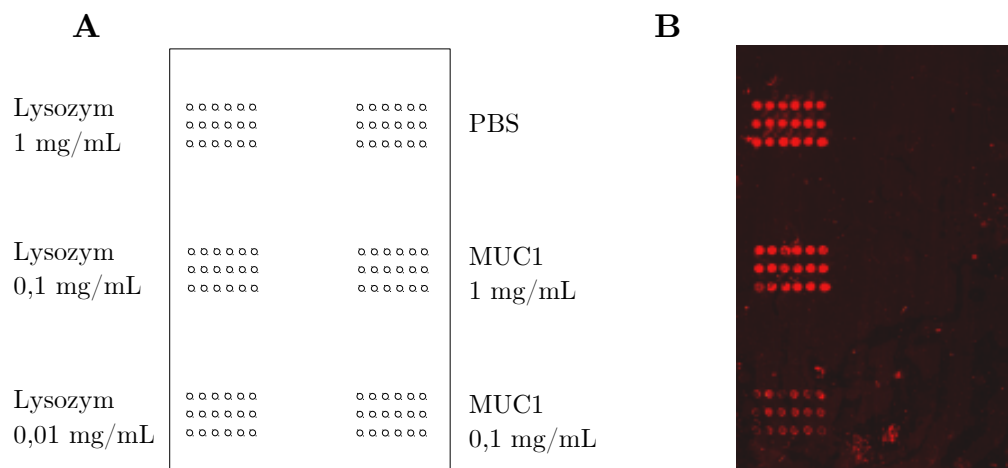 A
B
Lysozym
1 mg/mL
PBS
Lysozym
0,1 mg/mL
MUC1
1 mg/mL
Lysozym
0,01 mg/mL
MUC1
0,1 mg/mL